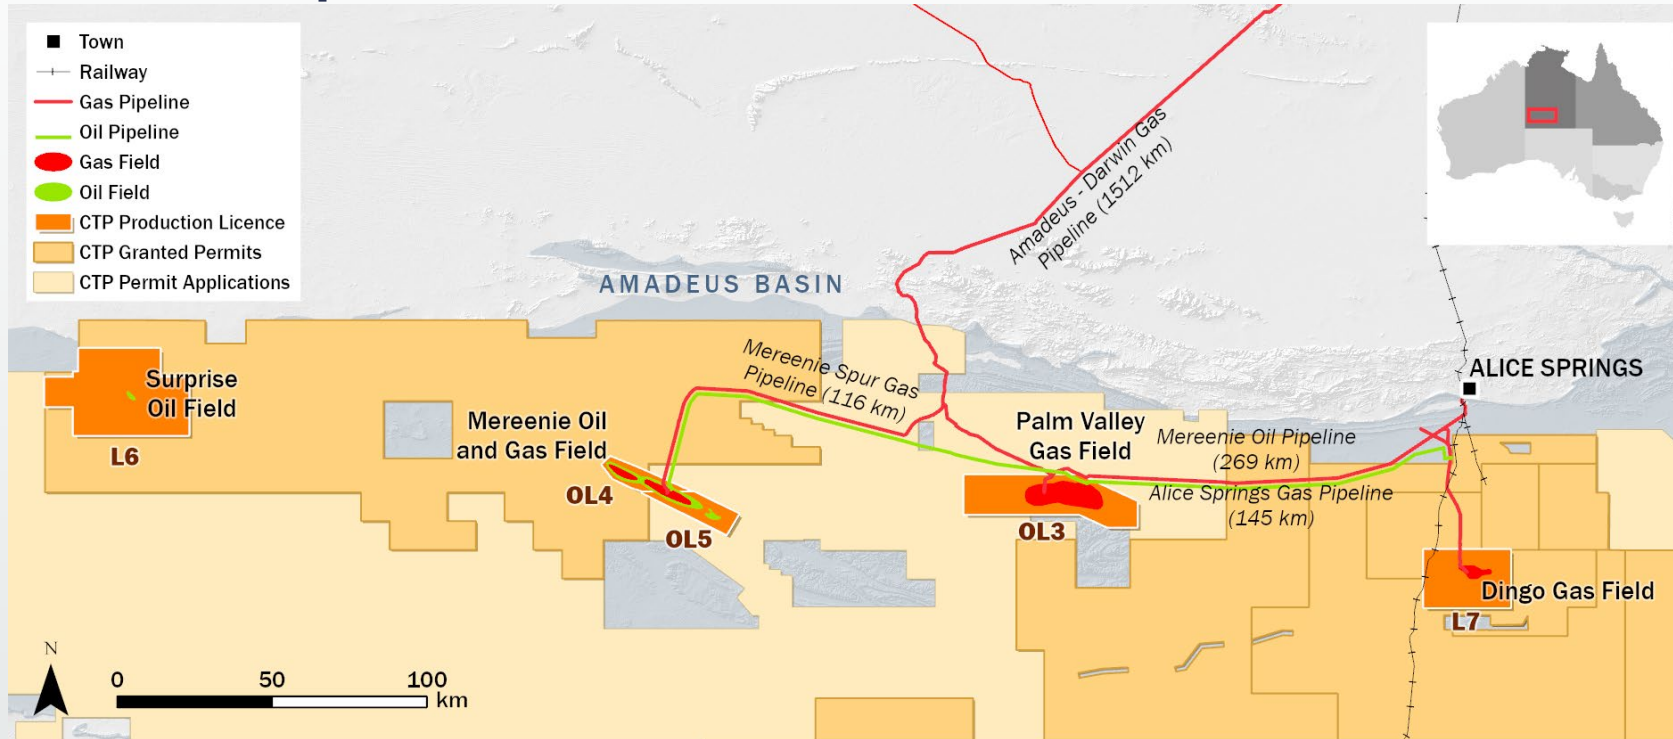 Town
Railway
Gas Pipeline
Oil Pipeline
Gas Field
Oil Field
CTP Production Licence
CTP Granted Permits
CTP Permit Applications
Amadeus - Darwin Gas
Pipeline (1512 km)
AMADEUS BASIN
ALICE SPRINGS
Mereenie Spur Gas
Pipeline (116 km)
Surprise
Oil Field
L6
Mereenie Oil
and Gas Field
OL4
OL5
Palm Valley
Gas Field
OL3
Mereenie Oil Pipeline
(269 km)
Alice Springs Gas Pipeline
(145 km)
Dingo Gas Field
L7
N
0 50 100
km